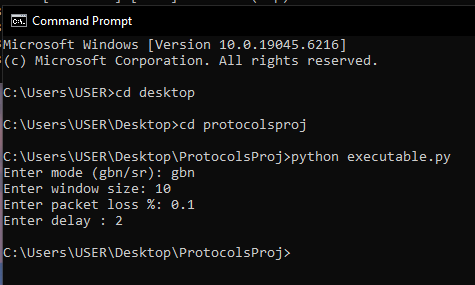 Command Prompt
Microsoft Windows [Version 10.0.19045.6216]
(c) Microsoft Corporation. All rights reserved.
C:\Users\USER>cd desktop
C:\Users\USER\Desktop>cd protocolsproj
C:\Users\USER\Desktop\ProtocolsProj>python executable.py
Enter mode (gbn/sr): gbn
Enter window size: 10
Enter packet loss %: 0.1
Enter delay : 2
C:\Users\USER\Desktop\ProtocolsProj>